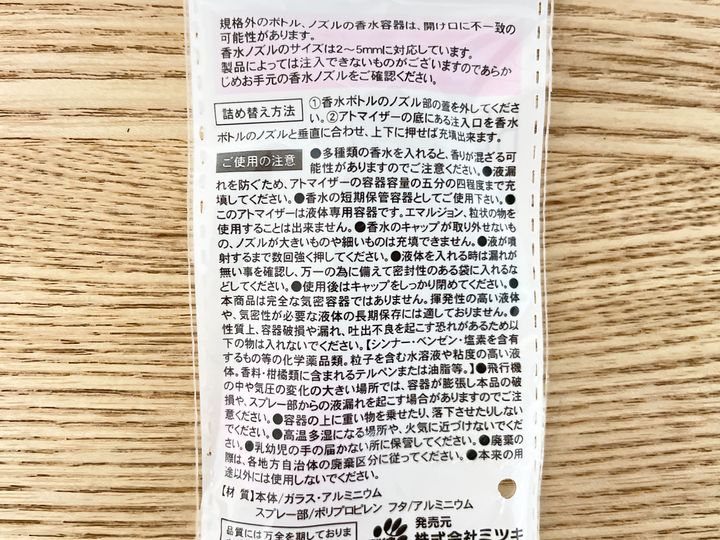 規格外のボトル、ノズルの香水容器は、開け口に不一致の
可能性があります。
香水ノズルのサイズは2〜5mmに対応しています。
製品によっては注入できないものがございますのであらか
じめお手元の香水ノズルをご確認ください。
詰め替え方法 ①香水ボトルのノズル部の蓋を外してくださ
い。②アトマイザーの底にある注入口を香水
ボトルのノズルと垂直に合わせ、上下に押せば充填出来ます。
ご使用の注意 ●多種類の香水を入れると、香りが混ざる可
能性がありますのでご注意ください。●液漏
れを防ぐため、アトマイザーの容器容量の五分の四程度まで充
填してください。●香水の短期保管容器としてご使用下さい。●
このアトマイザーは液体専用容器です。エマルジョン、粒状の物を
使用することは出来ません。●香水のキャップが取り外せないも
の、ノズルが大きいものや細いものは充填できません。●液が噴
射するまで数回強く押してください。●液体を入れる時は漏れが
無い事を確認し、万一の為に備えて密封性のある袋に入れるな
どしてください。●使用後はキャップをしっかり閉めてください。●
本商品は完全な気密容器ではありません。揮発性の高い液体
や、気密性が必要な液体の長期保存には適しておりません。●
性質上、容器破損や漏れ、吐出不良を起こす恐れがあるため以
下の物は入れないでください。【シンナー・ベンゼン・塩素を含有
するもの等の化学薬品類。粒子を含む水溶液や粘度の高い液
体。香料・柑橘類に含まれるテルペンまたは油脂等。】●飛行機
の中や気圧の変化の大きい場所では、容器が膨張し本品の破
損や、スプレー部からの液漏れを起こす場合がありますのでご注
意ください。●容器の上に重い物を乗せたり、落下させたりしない
でください。●高温多湿になる場所や、火気に近づけないでくだ
さい。●乳幼児の手の届かない所に保管してください。●廃棄の
際は、各地方自治体の廃棄区分に従ってください。●本来の用
途以外には使用しないでください。
【材 質】本体/ガラス・アルミニウム
スプレー部/ポリプロピレン フタ/アルミニウム
品質には万全を期しておりま
発売元
株式会社ミツキ